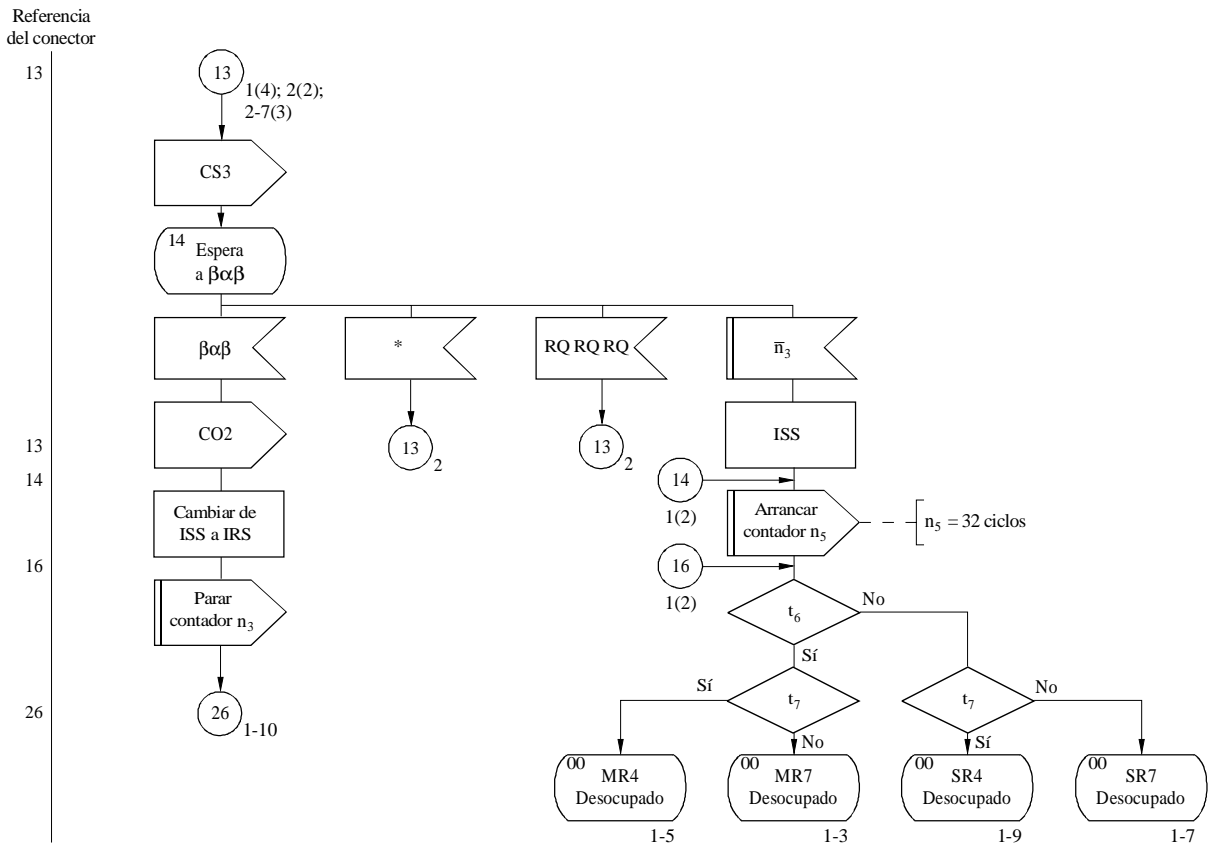 Referencia
del conector
13
13
1(4); 2(2);
2-7(3)
CS3
14
Espera
a βαβ
βαβ
*
RQ RQ RQ
n̅₃
CO2
13
2
13
2
ISS
13
14
14
1(2)
Cambiar de
ISS a IRS
Arrancar
contador n₅
n₅ = 32 ciclos
16
16
1(2)
Parar
contador n₃
t₆
No
Sí
26
26
1-10
Sí
t₇
No
t₇
No
Sí
00
MR4
Desocupado
1-5
00
MR7
Desocupado
1-3
00
SR4
Desocupado
1-9
00
SR7
Desocupado
1-7